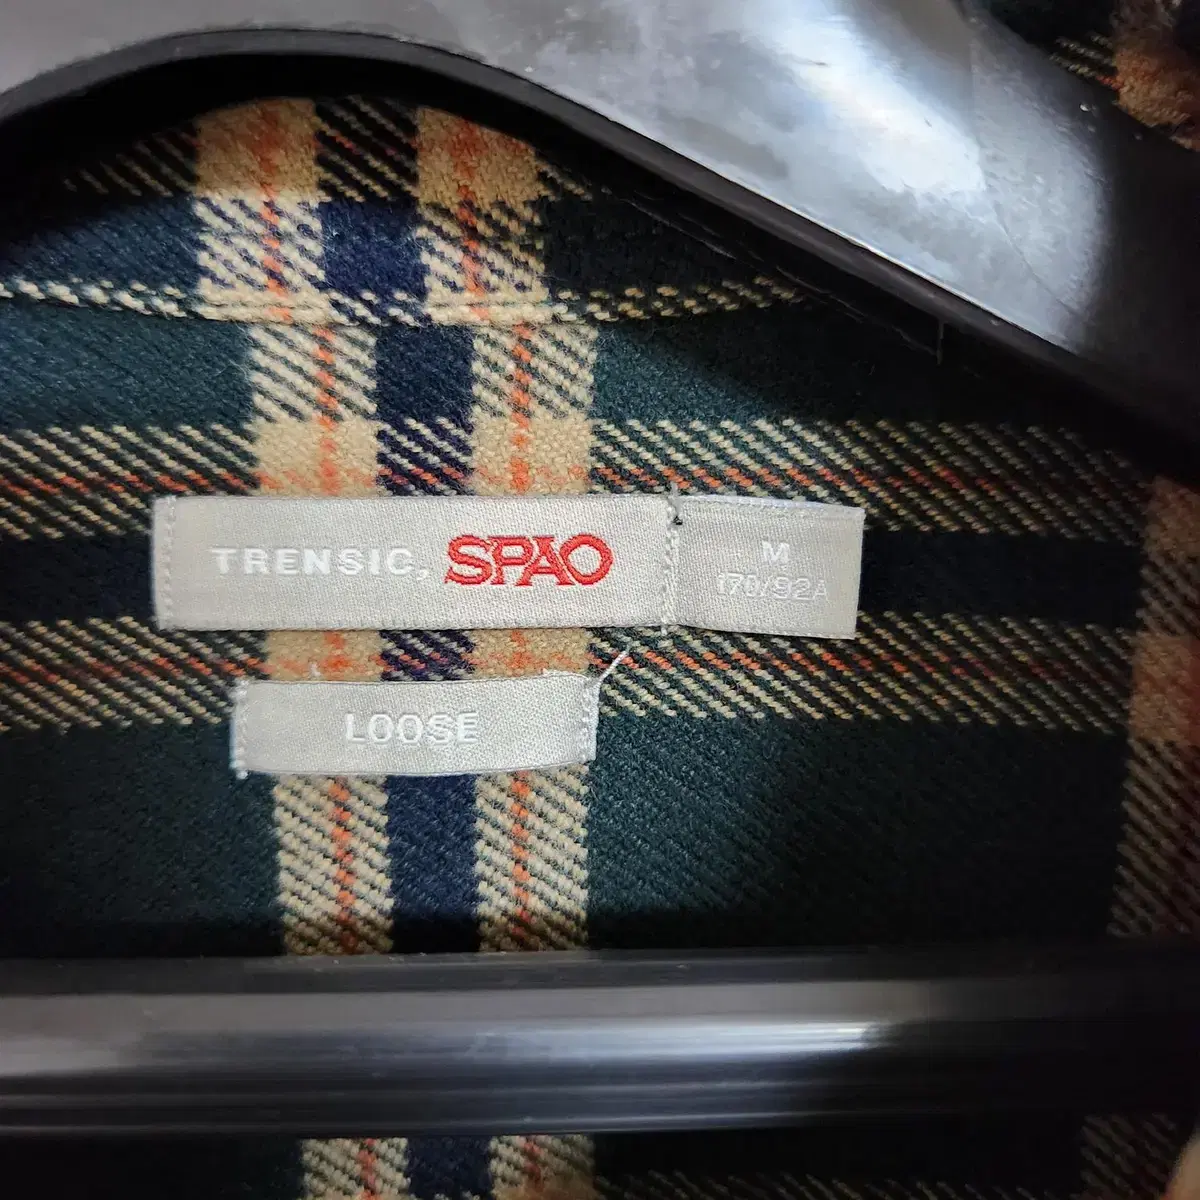 TRENSIC, SPAO
M
170/92A
LOOSE